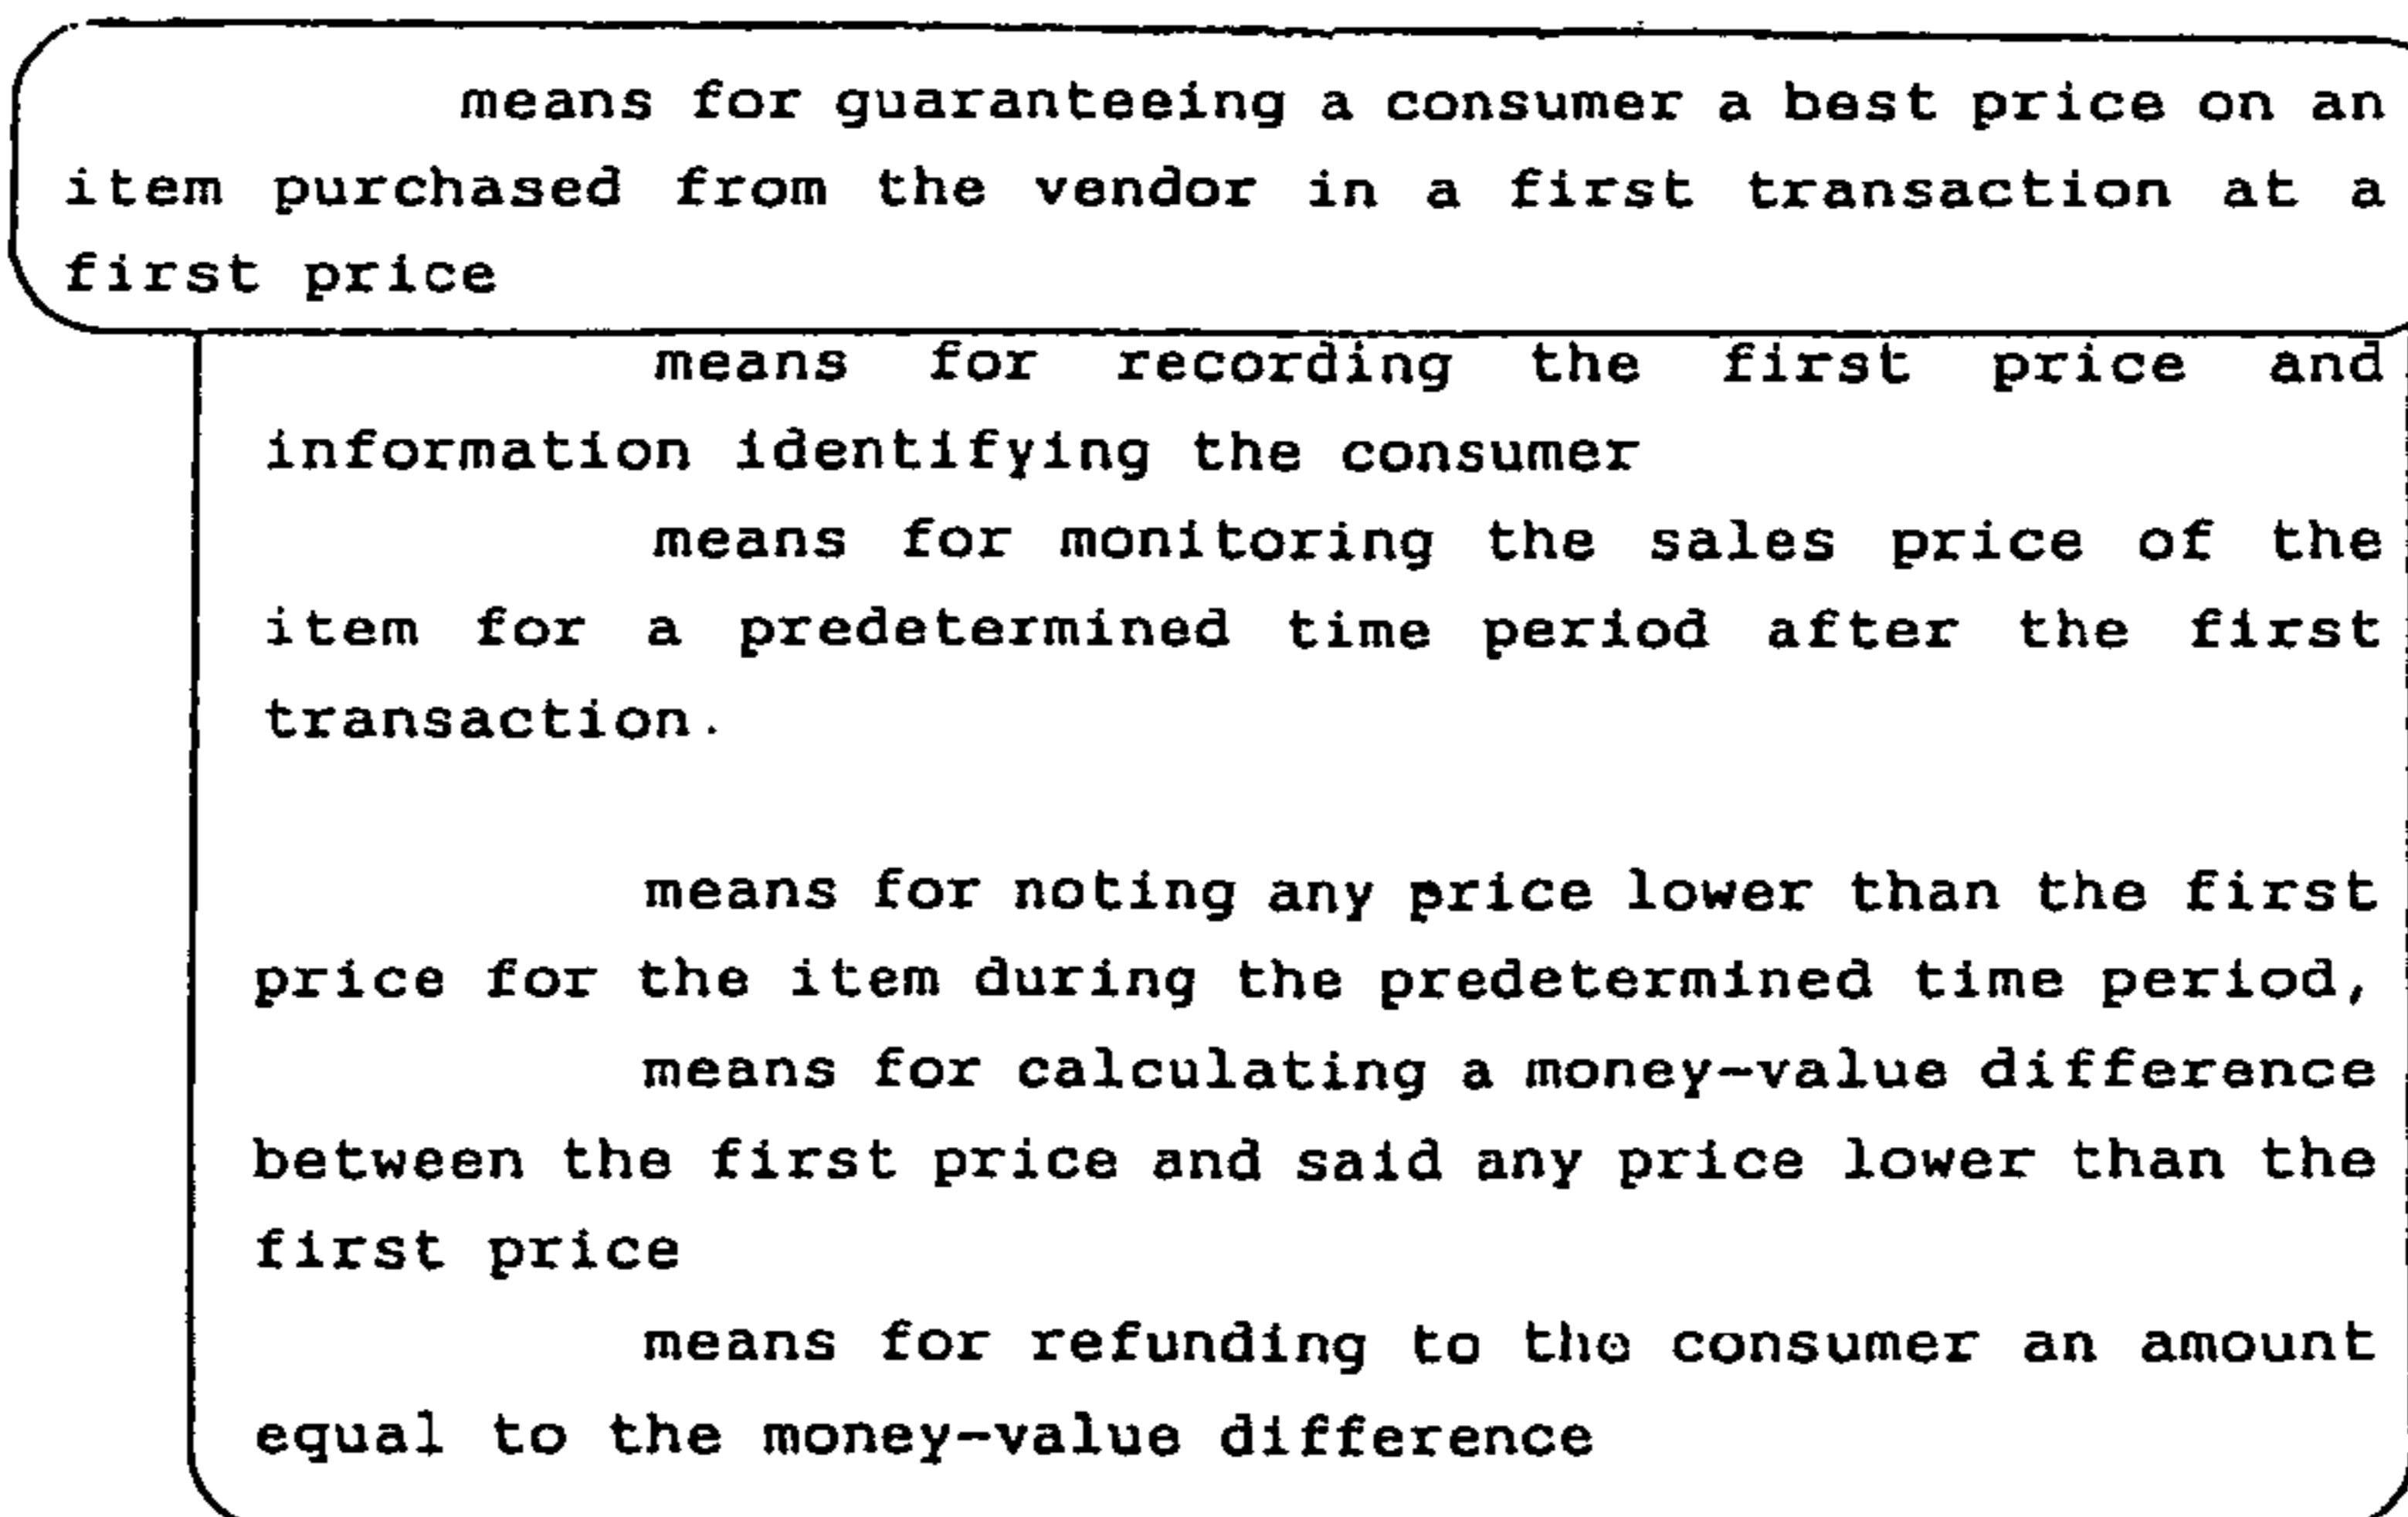 means for guaranteeing a consumer a best price on an
item purchased from the vendor in a first transaction at a
first price
means for recording the first price and
information identifying the consumer
means for monitoring the sales price of the
item for a predetermined time period after the first
transaction.
means for noting any price lower than the first
price for the item during the predetermined time period,
means for calculating a money-value difference
between the first price and said any price lower than the
first price
means for refunding to the consumer an amount
equal to the money-value difference